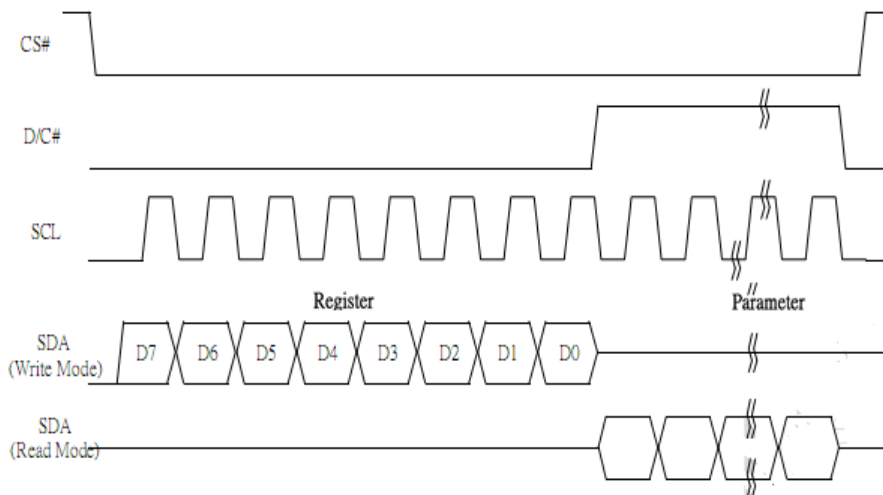 CS#
D/C#
SCL
Register
Parameter
SDA
(Write Mode)
D7 D6 D5 D4 D3 D2 D1 D0
SDA
(Read Mode)